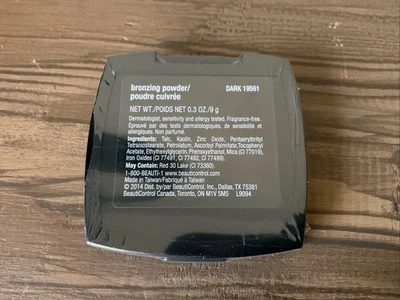 bronzing powder/ DARK 19561
poudre cuivrée
NET WT./POIDS NET 0.3 OZ./9 g
Dermatologist, sensitivity and allergy tested. Fragrance-free.
Éprouvé par des tests dermatologiques, de sensibilité et
allergiques. Non parfumé.
Ingredients: Talc, Kaolin, Zinc Oxide, Pentaerythrityl
Tetraisostearate, Petrolatum, Ascorbyl Palmitate, Tocopheryl
Acetate, Ethylhexylglycerin, Phenoxyethanol, Mica (CI 77019),
Iron Oxides (CI 77491, CI 77492, CI 77499).
May Contain: Red 30 Lake (CI 73360).
1-800-BEAUTI-1 www.beauticontrol.com
Made in Taiwan/Fabriqué à Taiwan
© 2014 Dist. by/par BeautiControl, Inc., Dallas, TX 75381
BeautiControl Canada, Toronto, ON M1V 5M5 L9094